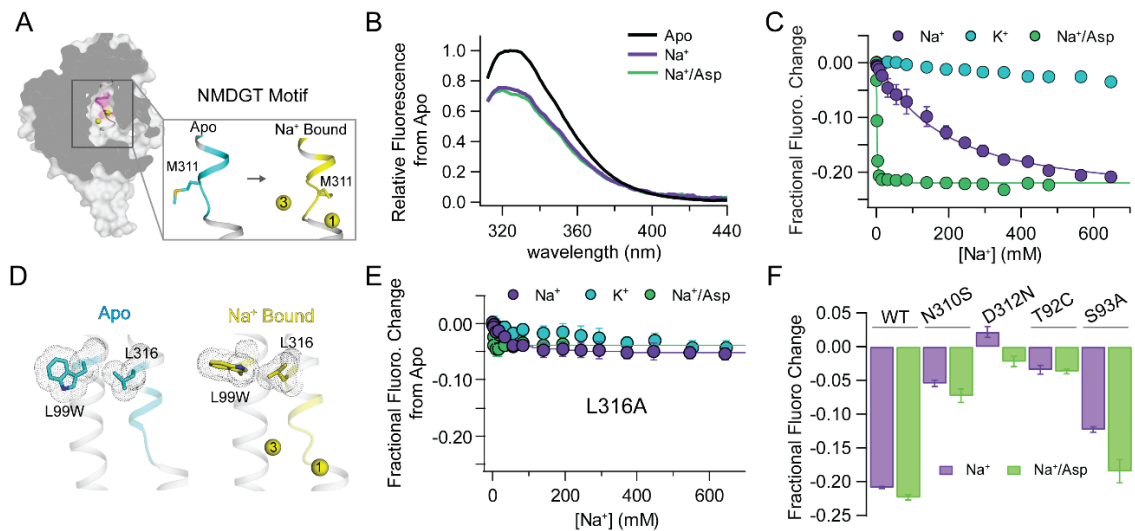 A
NMDGT Motif
Apo
Na⁺ Bound
M311
M311
3
1
B
Relative Fluorescence
from Apo
1.0
0.8
0.6
0.4
0.2
0.0
Apo
Na⁺
Na⁺/Asp
320
360
400
440
wavelength (nm)
C
Na⁺
K⁺
Na⁺/Asp
Fractional Fluoro. Change
0.00
-0.10
-0.20
0
200
400
600
[Na⁺] (mM)
D
Apo
Na⁺ Bound
L316
L316
L99W
L99W
3
1
E
Fractional Fluoro. Change
from Apo
Na⁺
K⁺
Na⁺/Asp
0.00
-0.10
-0.20
L316A
0
100
200
300
400
500
600
[Na⁺] (mM)
F
Fractional Fluoro Change
0.05
0.00
-0.05
-0.10
-0.15
-0.20
-0.25
WT
N310S
D312N
T92C
S93A
Na⁺
Na⁺/Asp